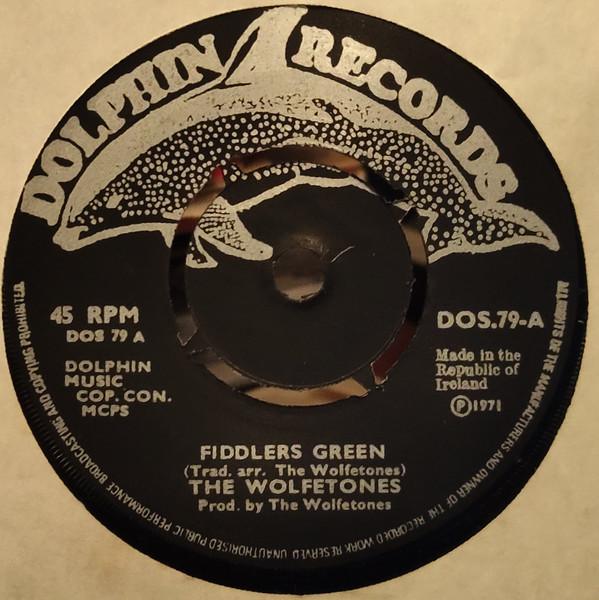 DOLPHIN RECORDS
45 RPM
DOS 79 A
DOLPHIN
MUSIC
COP. CON.
MCPS
DOS.79-A
Made in the
Republic of
Ireland
Ⓟ1971
FIDDLERS GREEN
(Trad. arr. The Wolfetones)
THE WOLFETONES
Prod. by The Wolfetones
ALL RIGHTS OF THE MANUFACTURERS AND OWNER OF THE RECORDED WORK RESERVED UNAUTHORISED PUBLIC PERFORMANCE BROADCASTING AND COPYING PROHIBITED